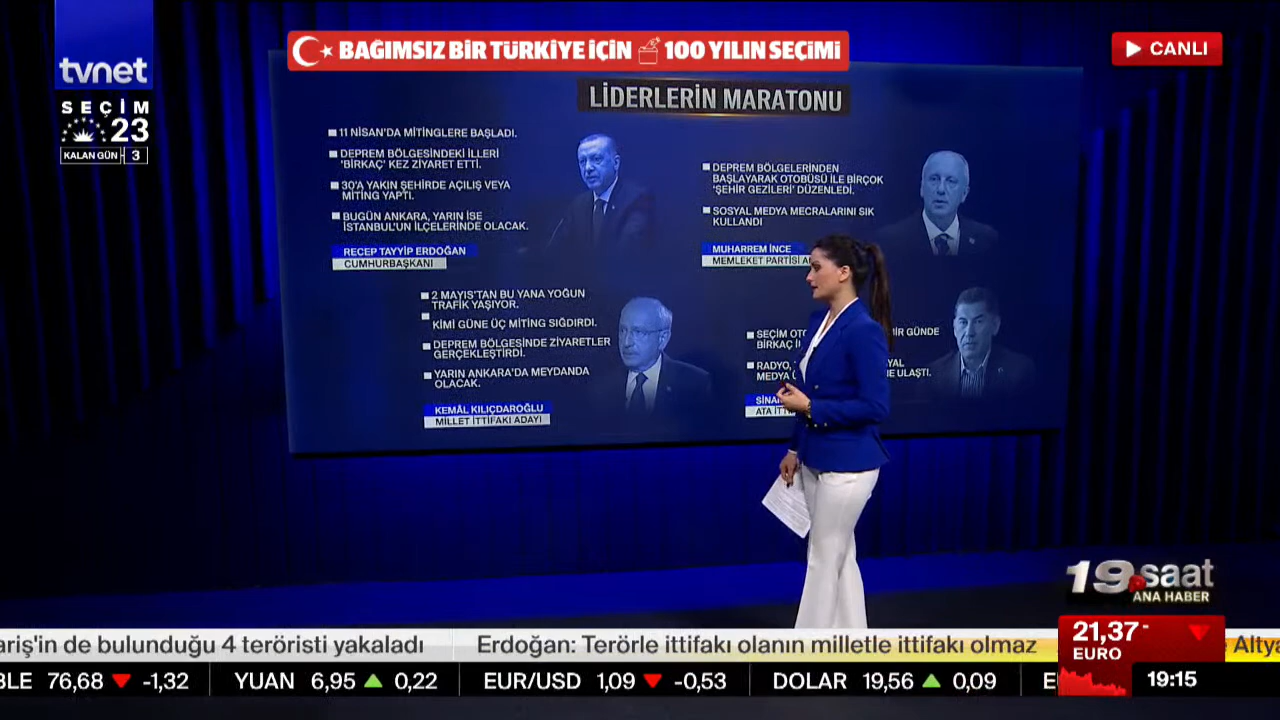 tvnet
SEÇİM
23
KALAN GÜN 3
BAĞIMSIZ BİR TÜRKİYE İÇİN 100 YILIN SEÇİMİ
CANLI
LİDERLERİN MARATONU
11 NİSAN'DA MİTİNGLERE BAŞLADI.
DEPREM BÖLGESİNDEKİ İLLERİ
'BİRKAÇ' KEZ ZİYARET ETTİ.
30'A YAKIN ŞEHİRDE AÇILIŞ VEYA
MİTİNG YAPTI.
BUGÜN ANKARA, YARIN İSE
İSTANBUL'UN İLÇELERİNDE OLACAK.
RECEP TAYYİP ERDOĞAN
CUMHURBAŞKANI
DEPREM BÖLGELERİNDEN
BAŞLAYARAK OTOBÜSÜ İLE BİRÇOK
'ŞEHİR GEZİLERİ' DÜZENLEDİ.
SOSYAL MEDYA MECRALARINI SIK
KULLANDI
MUHARREM İNCE
MEMLEKET PARTİSİ
2 MAYIS'TAN BU YANA YOĞUN
TRAFİK YAŞIYOR.
KİMİ GÜNE ÜÇ MİTİNG SIĞDIRDI.
DEPREM BÖLGESİNDE ZİYARETLER
GERÇEKLEŞTİRDİ.
YARIN ANKARA'DA MEYDANDA
OLACAK.
KEMÂL KILIÇDAROĞLU
MİLLET İTTİFAKI ADAYI
SEÇİM OTO BİR GÜNDE
BİRKAÇ İ
RADYO,
MEDYA NE ULAŞTI.
SİNA
ATA İTT
19 saat
ANA HABER
ariş'in de bulunduğu 4 teröristi yakaladı Erdoğan: Terörle ittifakı olanın milletle ittifakı olmaz Altya
21,37
EURO
BLE 76,68 -1,32 YUAN 6,95 0,22 EUR/USD 1,09 -0,53 DOLAR 19,56 0,09 E
19:15